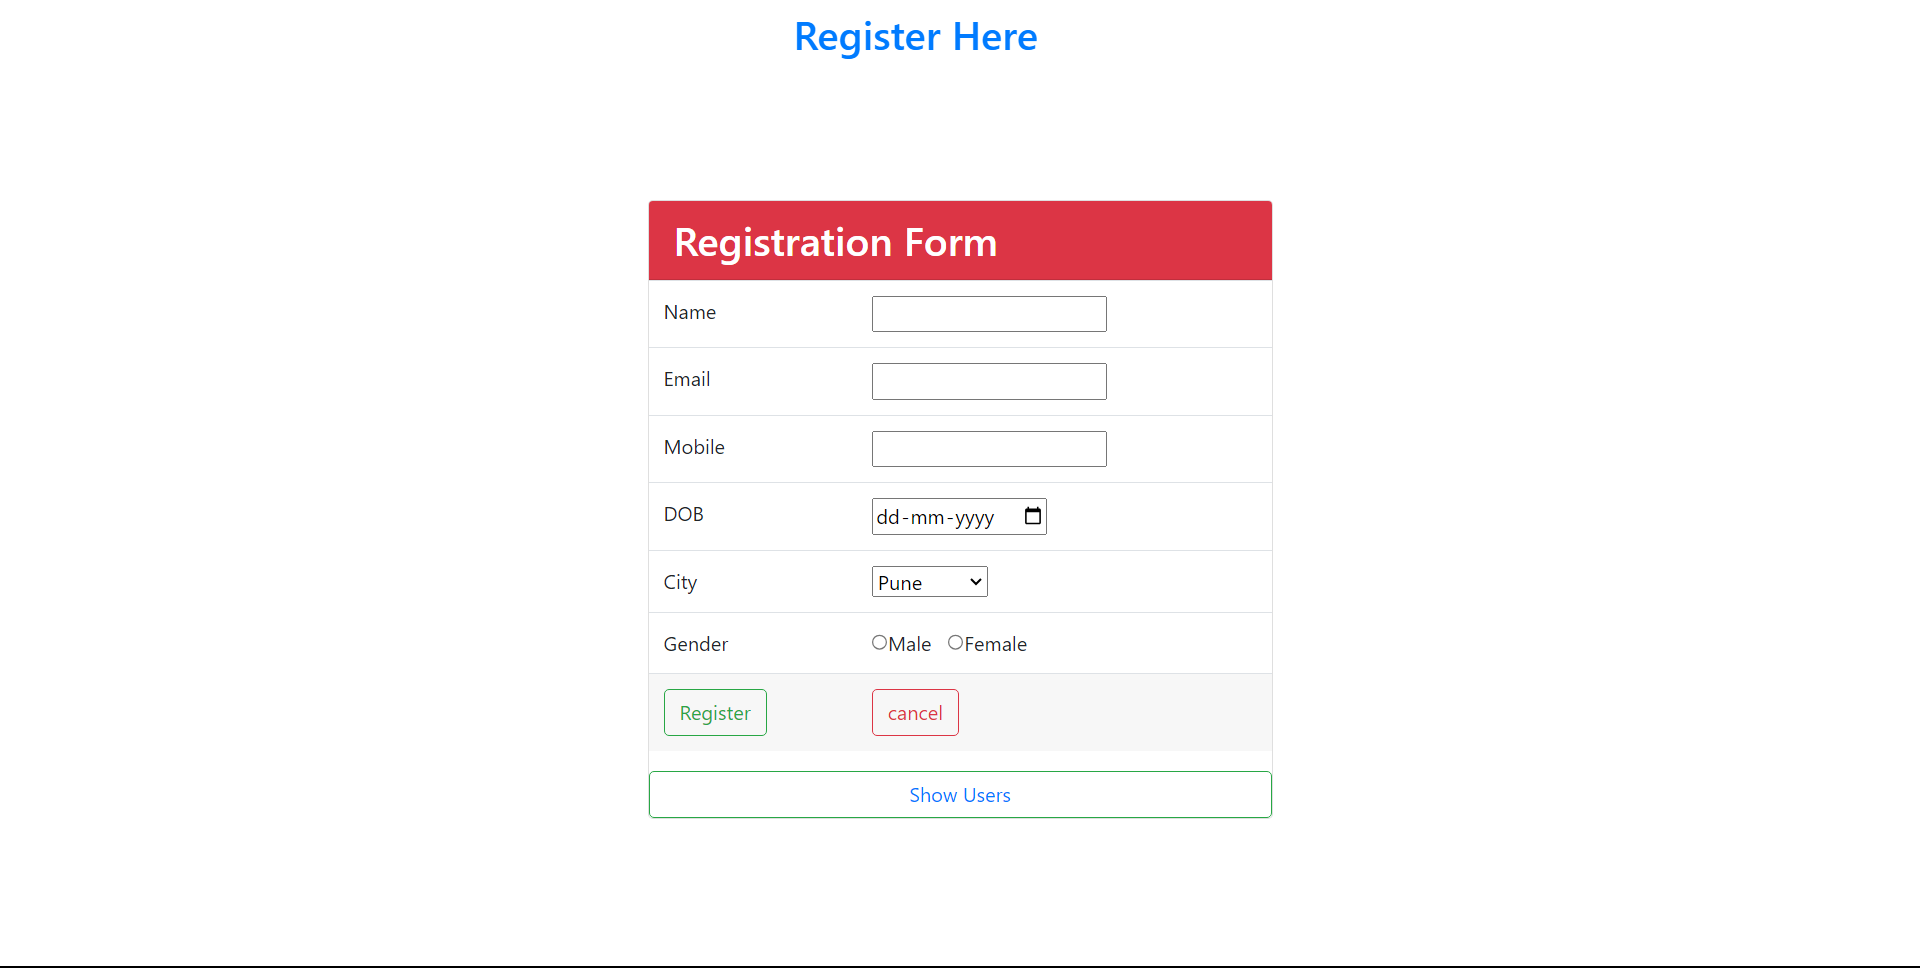 Register Here
Registration Form
Name
Email
Mobile
DOB dd-mm-yyyy
City Pune
Gender Male Female
Register cancel
Show Users